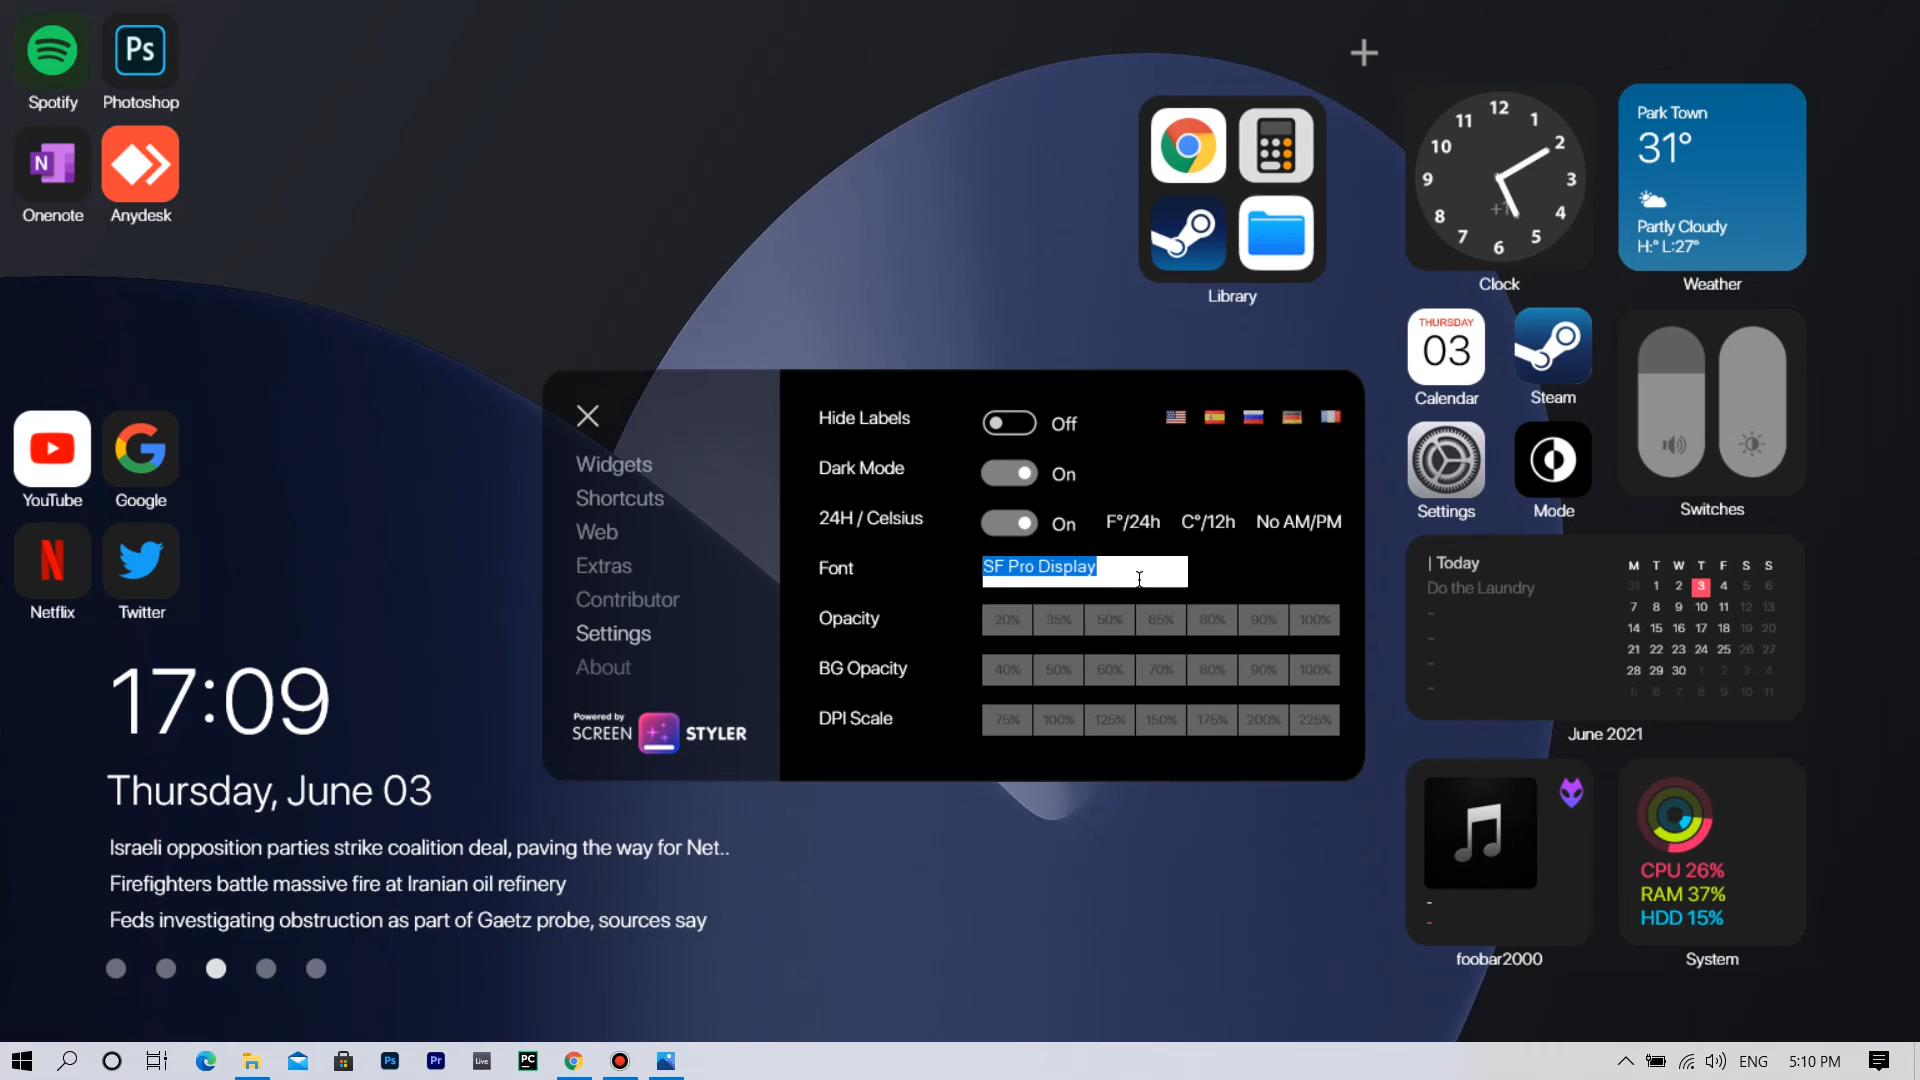 Ps
Spotify
Photoshop
N
Onenote
Anydesk
YouTube
Google
N
Netflix
Twitter
17:09
Thursday, June 03
Israeli opposition parties strike coalition deal, paving the way for Net..
Firefighters battle massive fire at Iranian oil refinery
Feds investigating obstruction as part of Gaetz probe, sources say
Widgets
Shortcuts
Web
Extras
Contributor
Settings
About
Powered by
SCREEN STYLER
Hide Labels Off
Dark Mode On
24H / Celsius On F°/24h C°/12h No AM/PM
Font SF Pro Display
Opacity 20% 35% 50% 65% 80% 90% 100%
BG Opacity 40% 50% 60% 70% 80% 90% 100%
DPI Scale 75% 100% 125% 150% 175% 200% 225%
Library
12
1
2
3
4
5
6
7
8
9
10
11
Clock
Park Town
31°
Partly Cloudy
H:° L:27°
Weather
THURSDAY
03
Calendar
Steam
Settings
Mode
Switches
| Today
Do the Laundry
-
-
-
-
M T W T F S S
31 1 2 3 4 5 6
7 8 9 10 11 12 13
14 15 16 17 18 19 20
21 22 23 24 25 26 27
28 29 30 1 2 3 4
5 6 7 8 9 10 11
June 2021
-
-
foobar2000
CPU 26%
RAM 37%
HDD 15%
System
Ps
Pr
Live
PC
ENG
5:10 PM